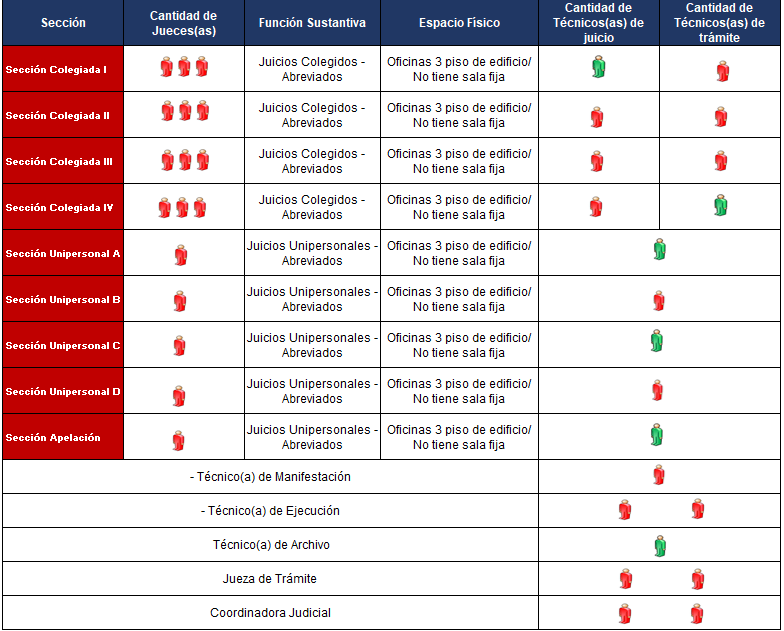 Sección
Cantidad de
Jueces(as)
Función Sustantiva
Espacio Físico
Cantidad de
Técnicos(as) de
juicio
Cantidad de
Técnicos(as) de
trámite
Sección Colegiada I
Juicios Colegidos -
Abreviados
Oficinas 3 piso de edificio/
No tiene sala fija
Sección Colegiada II
Juicios Colegidos -
Abreviados
Oficinas 3 piso de edificio/
No tiene sala fija
Sección Colegiada III
Juicios Colegidos -
Abreviados
Oficinas 3 piso de edificio/
No tiene sala fija
Sección Colegiada IV
Juicios Colegidos -
Abreviados
Oficinas 3 piso de edificio/
No tiene sala fija
Sección Unipersonal A
Juicios Unipersonales -
Abreviados
Oficinas 3 piso de edificio/
No tiene sala fija
Sección Unipersonal B
Juicios Unipersonales -
Abreviados
Oficinas 3 piso de edificio/
No tiene sala fija
Sección Unipersonal C
Juicios Unipersonales -
Abreviados
Oficinas 3 piso de edificio/
No tiene sala fija
Sección Unipersonal D
Juicios Unipersonales -
Abreviados
Oficinas 3 piso de edificio/
No tiene sala fija
Sección Apelación
Juicios Unipersonales -
Abreviados
Oficinas 3 piso de edificio/
No tiene sala fija
- Técnico(a) de Manifestación
- Técnico(a) de Ejecución
Técnico(a) de Archivo
Jueza de Trámite
Coordinadora Judicial